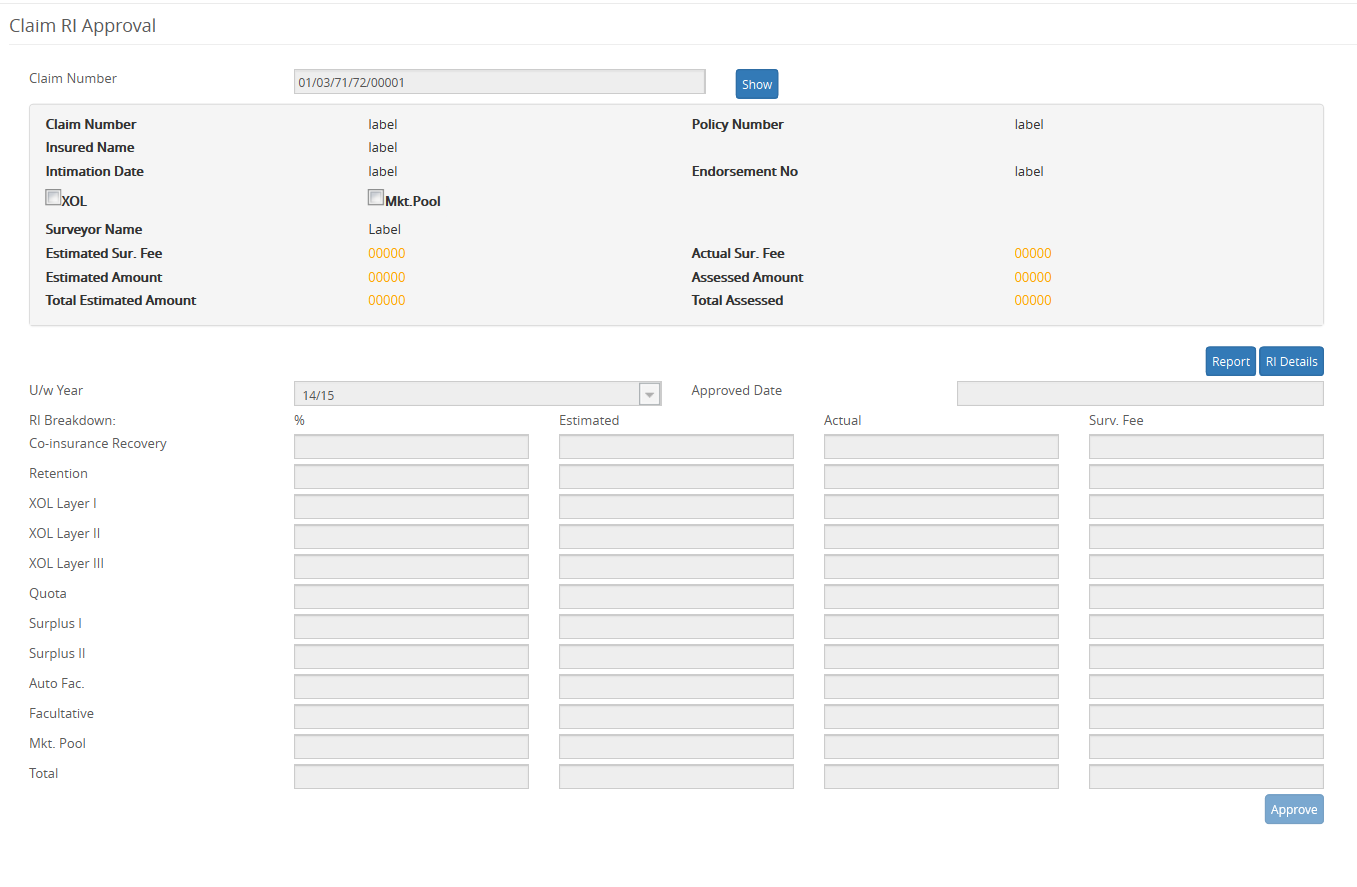 Claim RI Approval
Claim Number 01/03/71/72/00001 Show
Claim Number label Policy Number label
Insured Name label
Intimation Date label Endorsement No label
XOL Mkt.Pool
Surveyor Name Label
Estimated Sur. Fee 00000 Actual Sur. Fee 00000
Estimated Amount 00000 Assessed Amount 00000
Total Estimated Amount 00000 Total Assessed 00000
Report RI Details
U/w Year 14/15 Approved Date
RI Breakdown: % Estimated Actual Surv. Fee
Co-insurance Recovery
Retention
XOL Layer I
XOL Layer II
XOL Layer III
Quota
Surplus I
Surplus II
Auto Fac.
Facultative
Mkt. Pool
Total
Approve